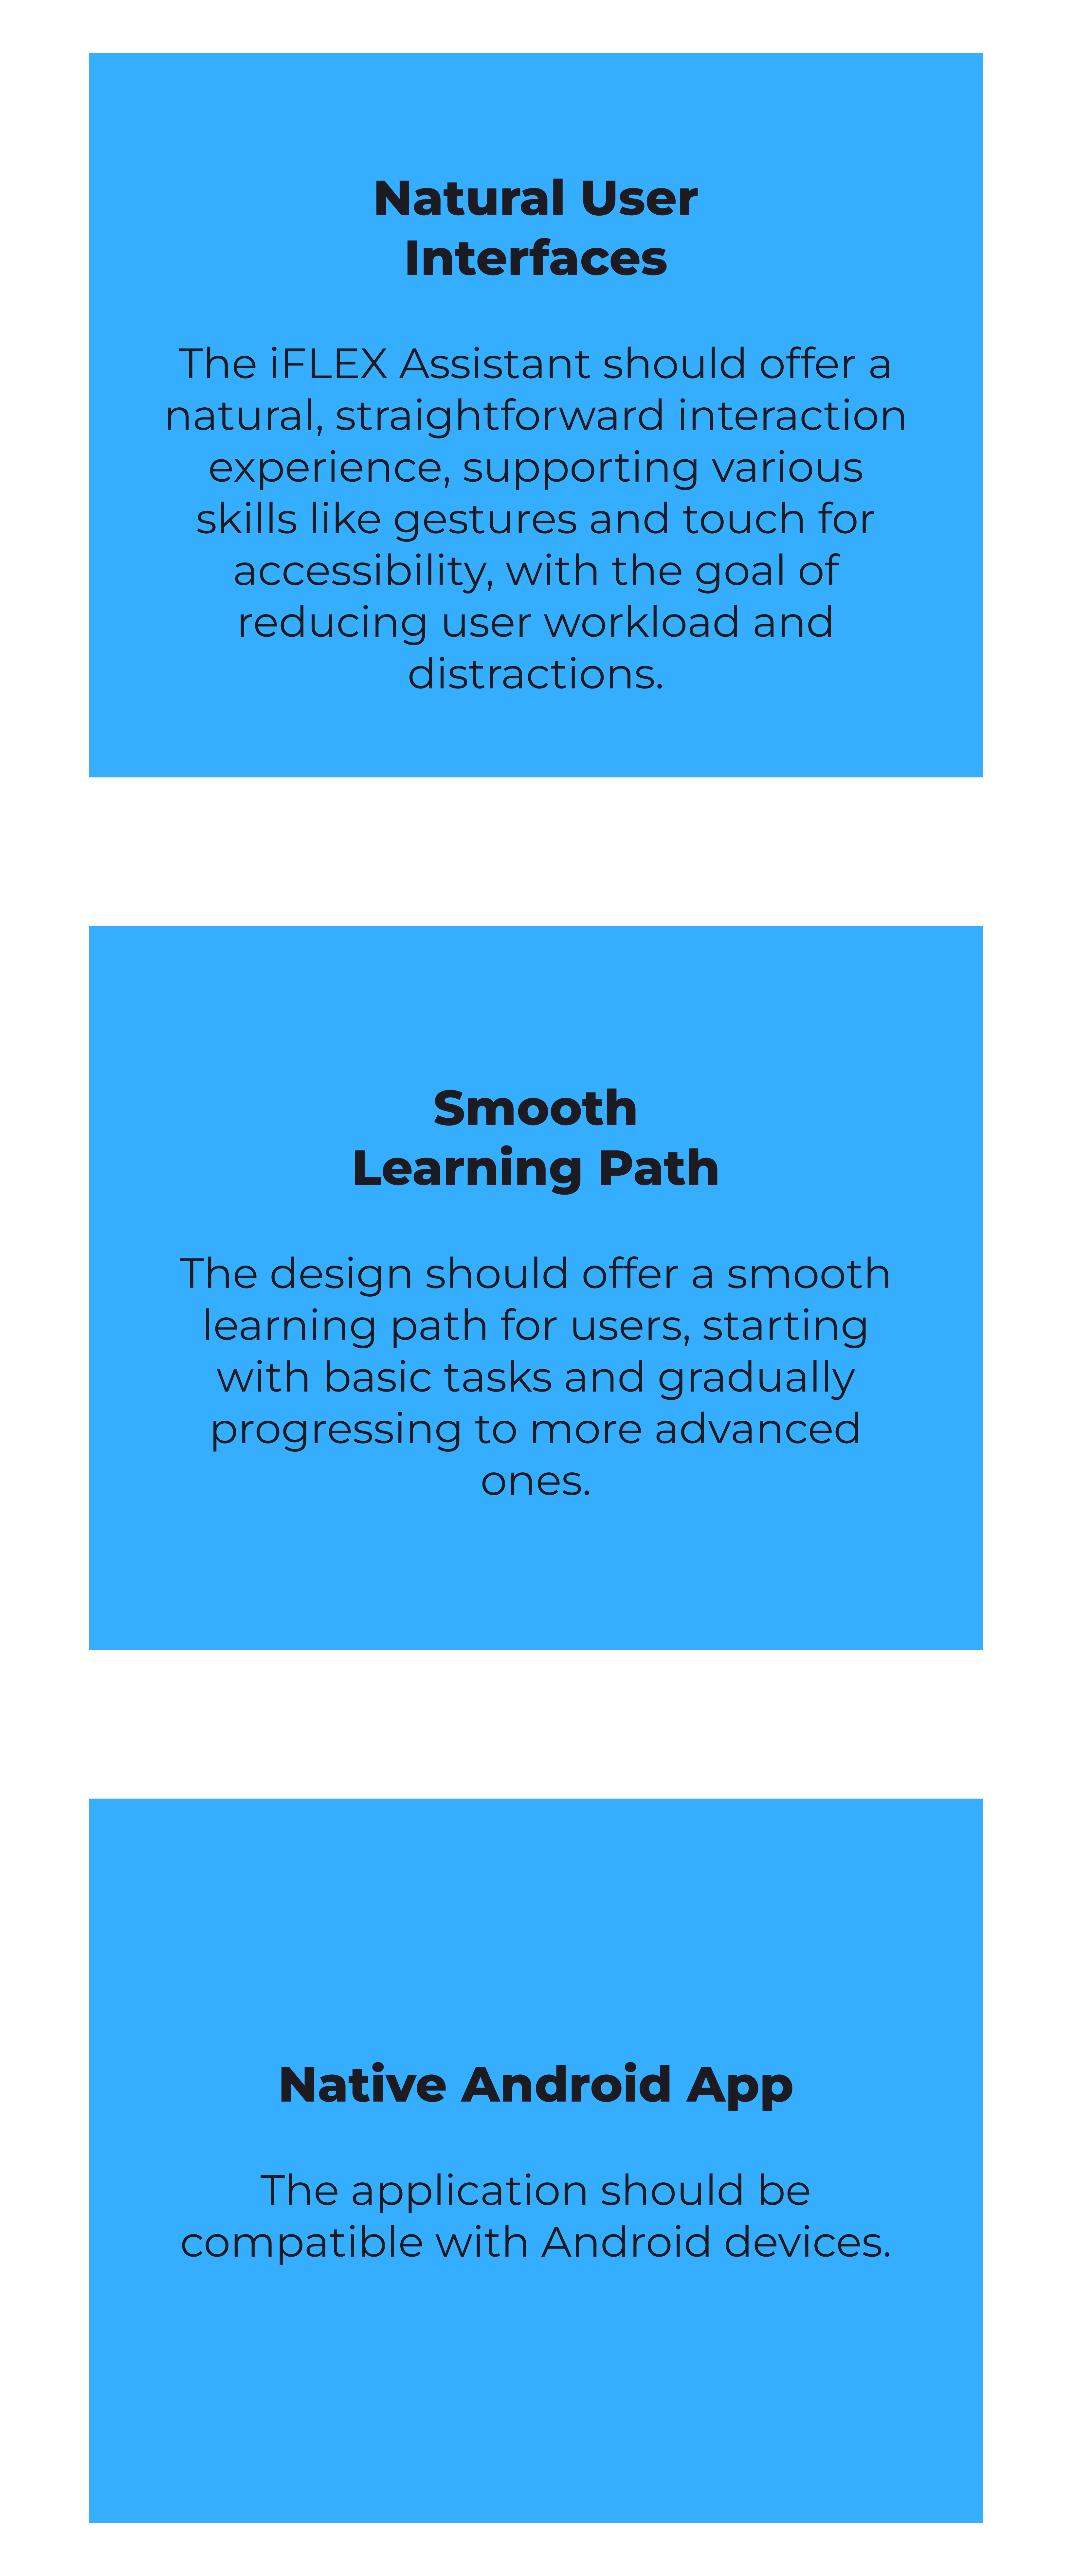 Natural User
Interfaces
The iFLEX Assistant should offer a
natural, straightforward interaction
experience, supporting various
skills like gestures and touch for
accessibility, with the goal of
reducing user workload and
distractions.
Smooth
Learning Path
The design should offer a smooth
learning path for users, starting
with basic tasks and gradually
progressing to more advanced
ones.
Native Android App
The application should be
compatible with Android devices.